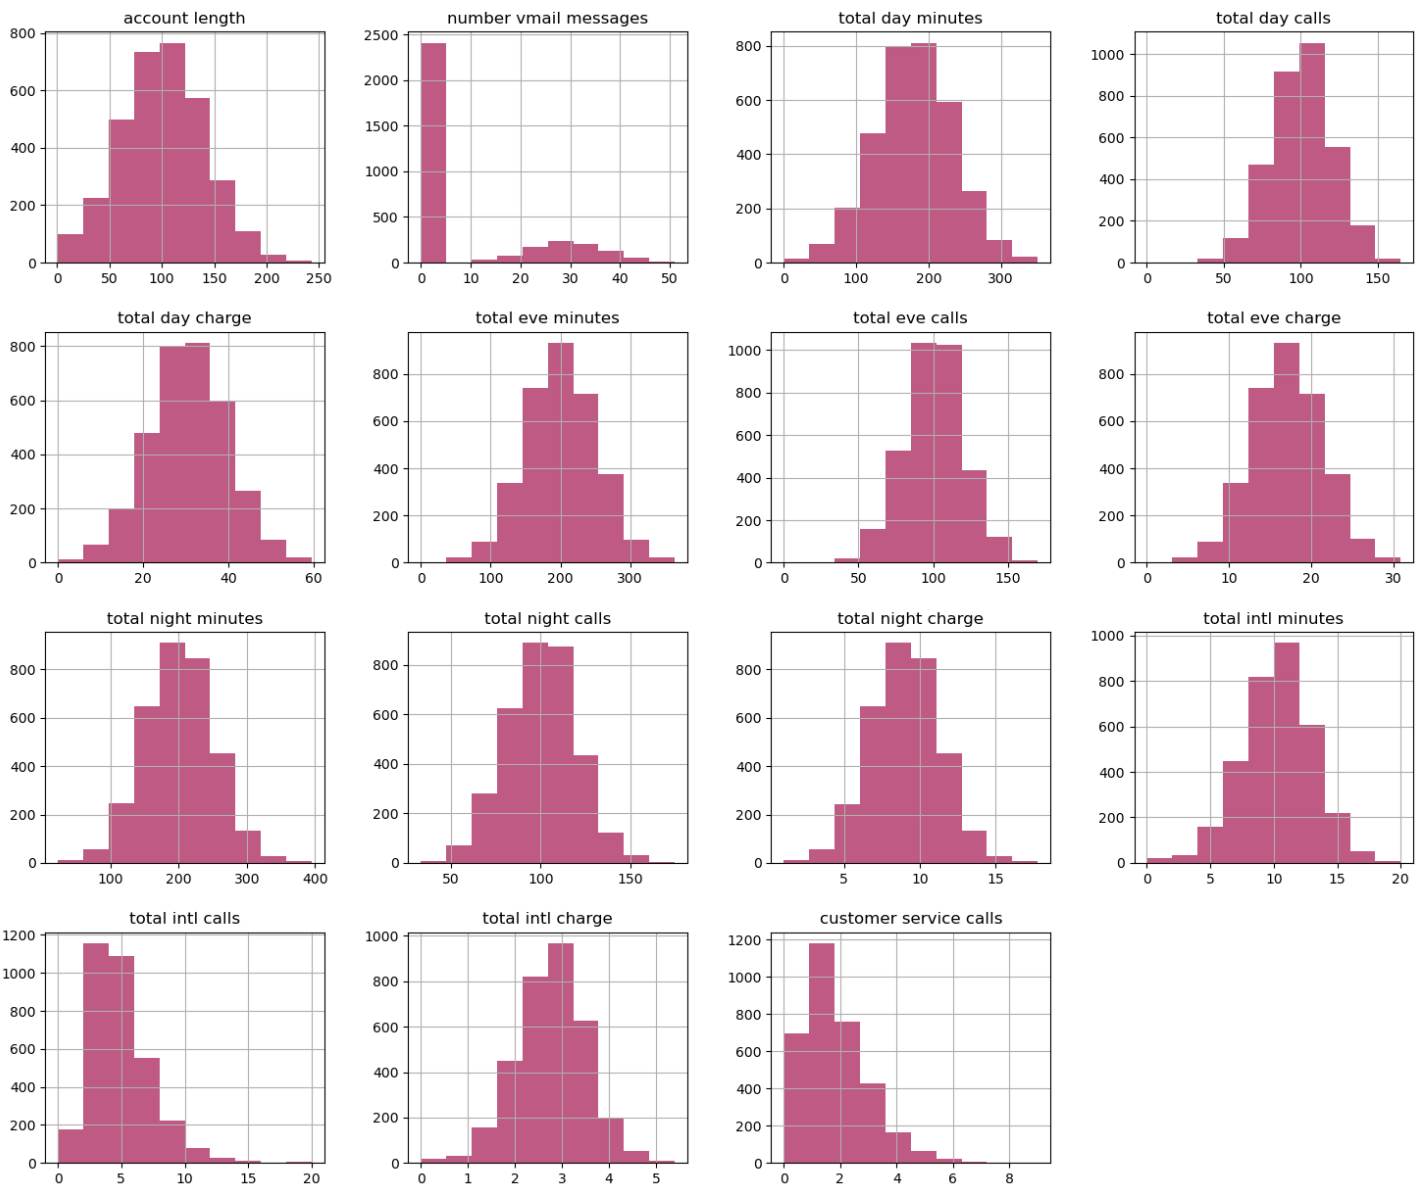 account length
800
600
400
200
0
0 50 100 150 200 250
number vmail messages
2500
2000
1500
1000
500
0
0 10 20 30 40 50
total day minutes
800
600
400
200
0
0 100 200 300
total day calls
1000
800
600
400
200
0
0 50 100 150
total day charge
800
600
400
200
0
0 20 40 60
total eve minutes
800
600
400
200
0
0 100 200 300
total eve calls
1000
800
600
400
200
0
0 50 100 150
total eve charge
800
600
400
200
0
0 10 20 30
total night minutes
800
600
400
200
0
100 200 300 400
total night calls
800
600
400
200
0
50 100 150
total night charge
800
600
400
200
0
5 10 15
total intl minutes
1000
800
600
400
200
0
0 5 10 15 20
total intl calls
1200
1000
800
600
400
200
0
0 5 10 15 20
total intl charge
1000
800
600
400
200
0
0 1 2 3 4 5
customer service calls
1200
1000
800
600
400
200
0
0 2 4 6 8